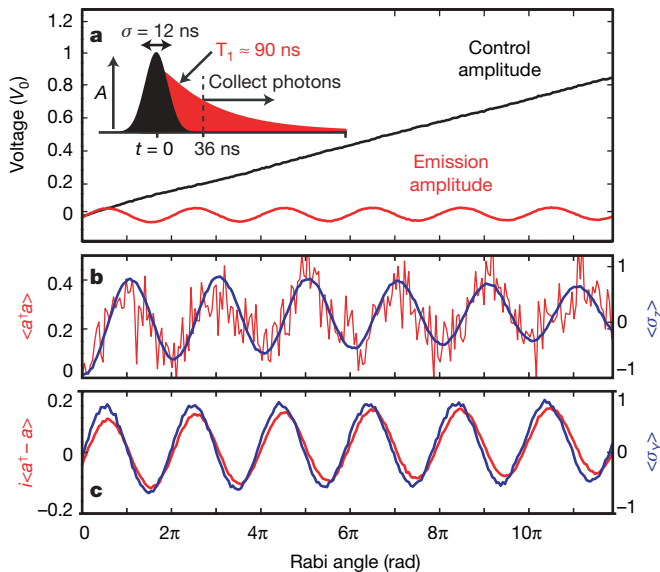 a
σ = 12 ns
T₁ ≈ 90 ns
Collect photons
A
t = 0
36 ns
Control
amplitude
Emission
amplitude
Voltage (V₀)
1.2
1
0.8
0.6
0.4
0.2
0
b
<a†a>
0.4
0.2
0
1
0
−1
<σz>
c
i<a† − a>
0.2
0
−0.2
1
0
−1
<σY>
0
2π
4π
6π
8π
10π
Rabi angle (rad)